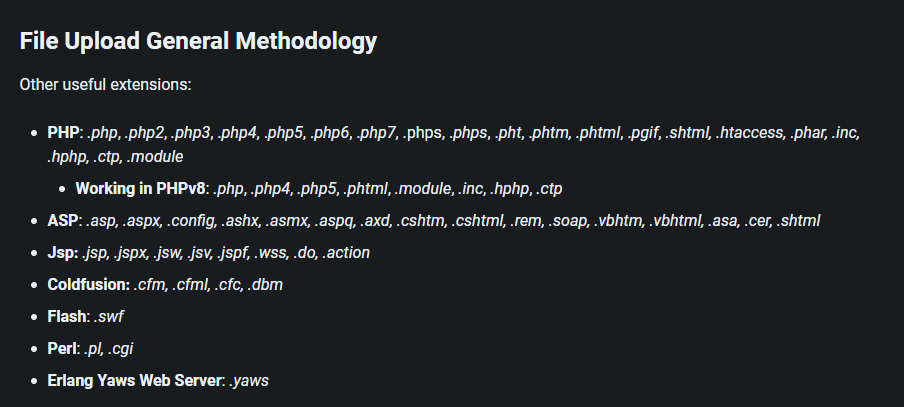 File Upload General Methodology
Other useful extensions:
• PHP: .php, .php2, .php3, .php4, .php5, .php6, .php7, .phps, .phps, .pht, .phtm, .phtml, .pgif, .shtml, .htaccess, .phar, .inc,
.hphp, .ctp, .module
• Working in PHPv8: .php, .php4, .php5, .phtml, .module, .inc, .hphp, .ctp
• ASP: .asp, .aspx, .config, .ashx, .asmx, .aspq, .axd, .cshtm, .cshtml, .rem, .soap, .vbhtm, .vbhtml, .asa, .cer, .shtml
• Jsp: .jsp, .jspx, .jsw, .jsv, .jspf, .wss, .do, .action
• Coldfusion: .cfm, .cfml, .cfc, .dbm
• Flash: .swf
• Perl: .pl, .cgi
• Erlang Yaws Web Server: .yaws